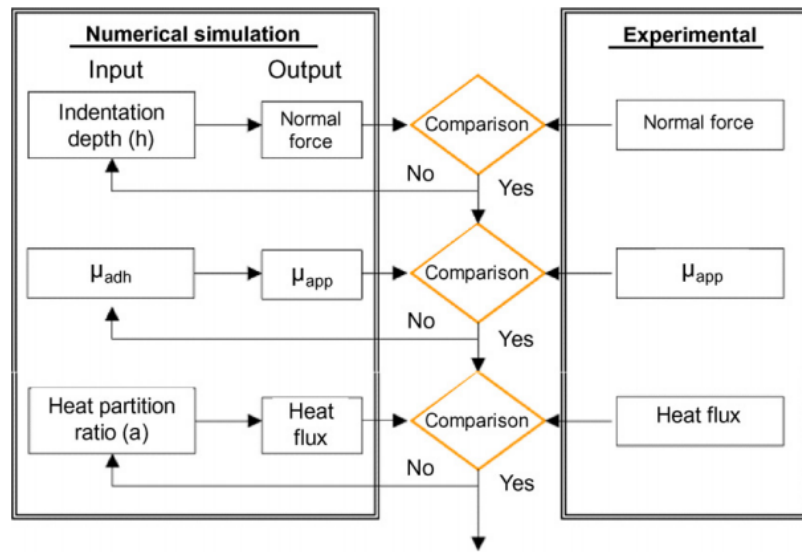 Numerical simulation
Experimental
Input
Output
Indentation
depth (h)
Normal
force
Comparison
Normal force
No
Yes
μadh
μapp
Comparison
μapp
No
Yes
Heat partition
ratio (a)
Heat
flux
Comparison
Heat flux
No
Yes